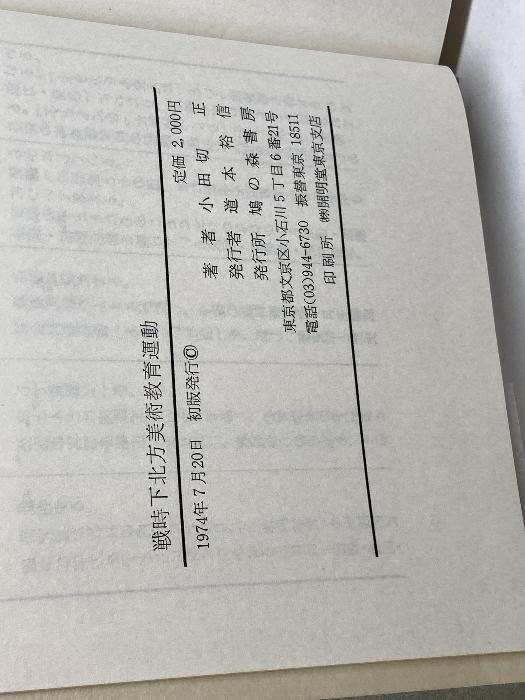 戦時下北方美術教育運動
定価 2,000円
1974年7月20日 初版発行©
著者 小田切正
発行者 道本裕信
発行所 鳩の森書房
東京都文京区小石川5丁目6番21号
電話(03)944-6730 振替東京 18511
印刷所 ㈱開明堂東京支店